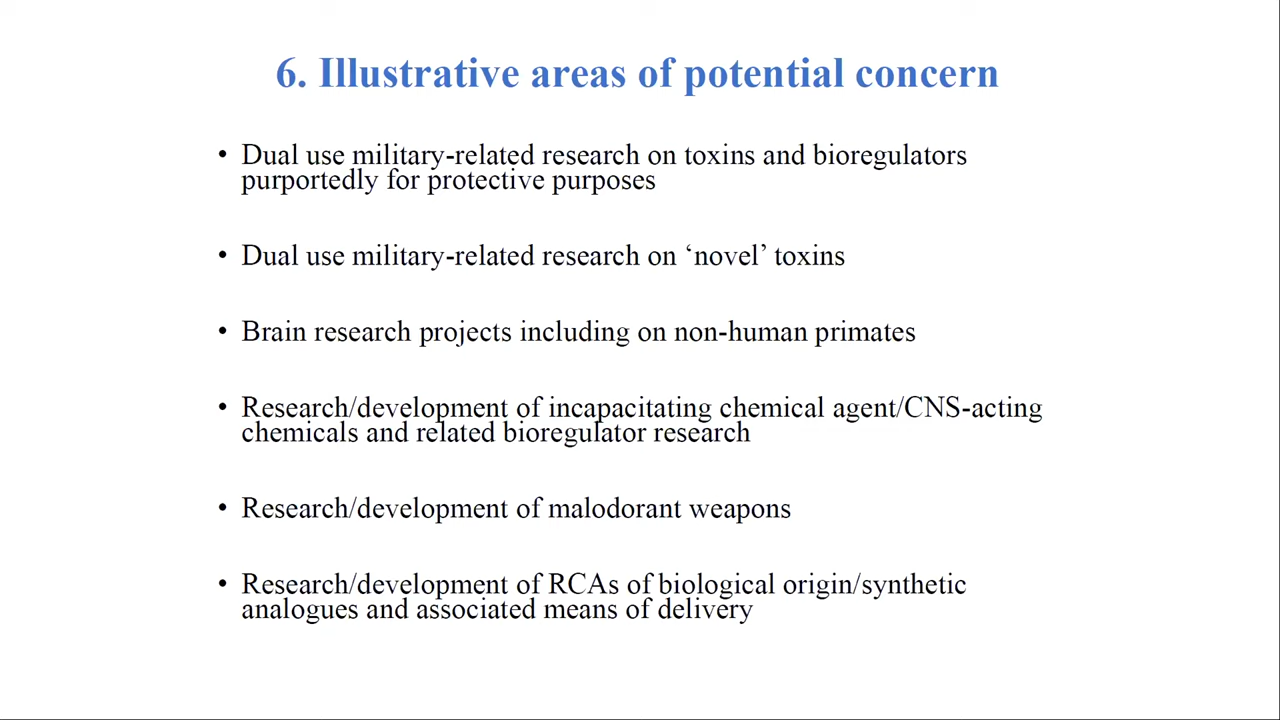 6. Illustrative areas of potential concern
• Dual use military-related research on toxins and bioregulators
purportedly for protective purposes
• Dual use military-related research on ‘novel’ toxins
• Brain research projects including on non-human primates
• Research/development of incapacitating chemical agent/CNS-acting
chemicals and related bioregulator research
• Research/development of malodorant weapons
• Research/development of RCAs of biological origin/synthetic
analogues and associated means of delivery